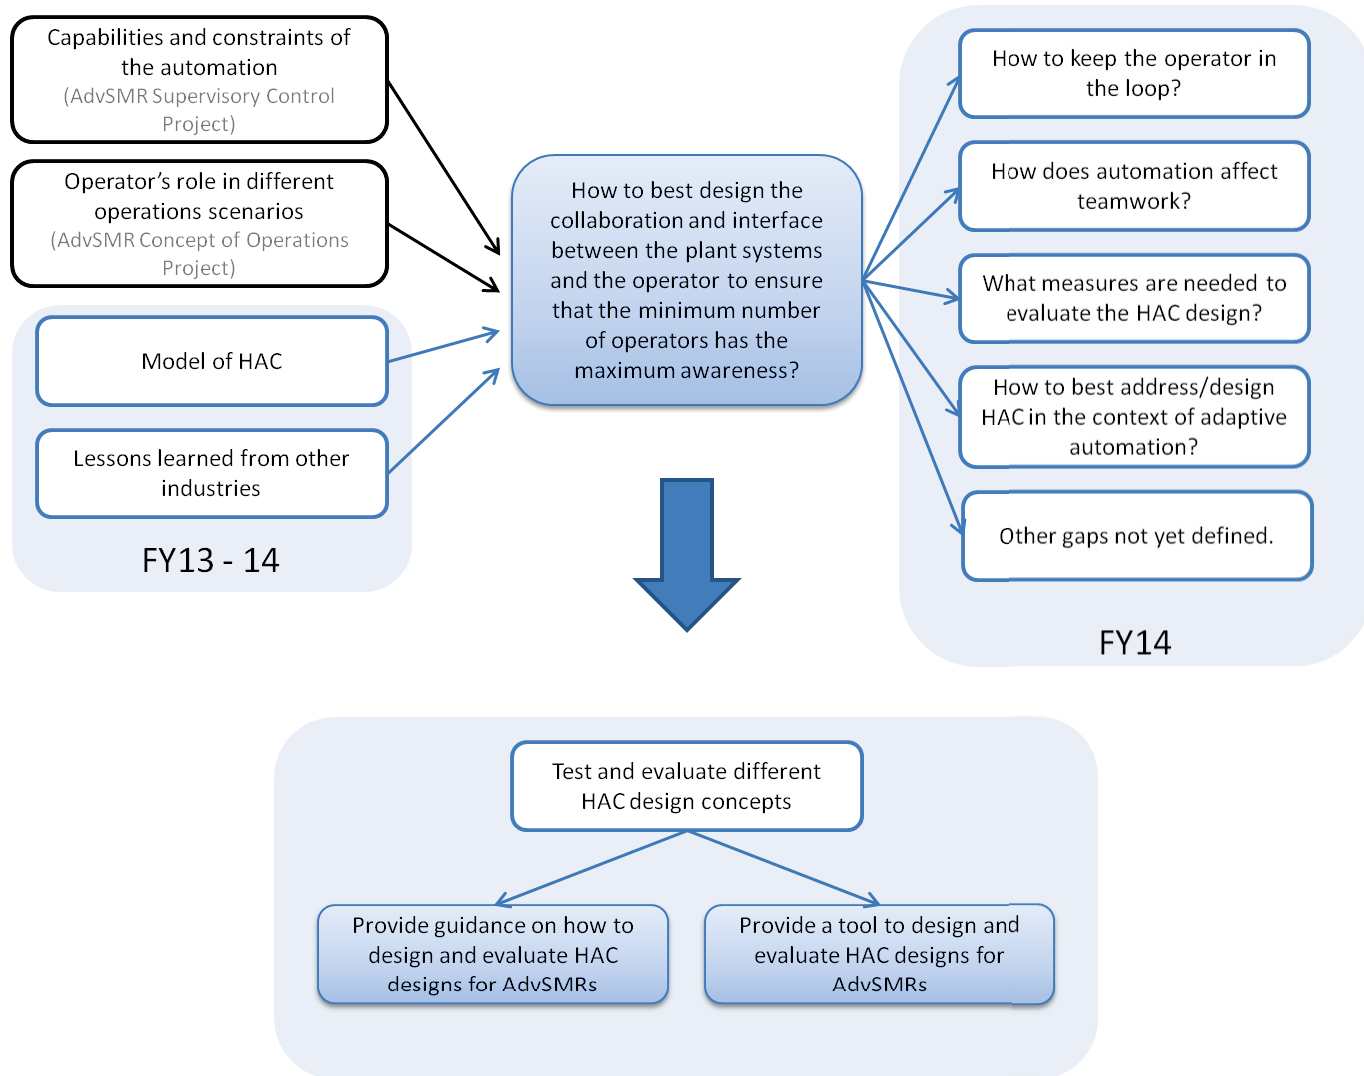 Capabilities and constraints of
the automation
(AdvSMR Supervisory Control
Project)
Operator's role in different
operations scenarios
(AdvSMR Concept of Operations
Project)
Model of HAC
Lessons learned from other
industries
FY13 - 14
How to best design the
collaboration and interface
between the plant systems
and the operator to ensure
that the minimum number
of operators has the
maximum awareness?
How to keep the operator in
the loop?
How does automation affect
teamwork?
What measures are needed to
evaluate the HAC design?
How to best address/design
HAC in the context of adaptive
automation?
Other gaps not yet defined.
FY14
Test and evaluate different
HAC design concepts
Provide guidance on how to
design and evaluate HAC
designs for AdvSMRs
Provide a tool to design and
evaluate HAC designs for
AdvSMRs